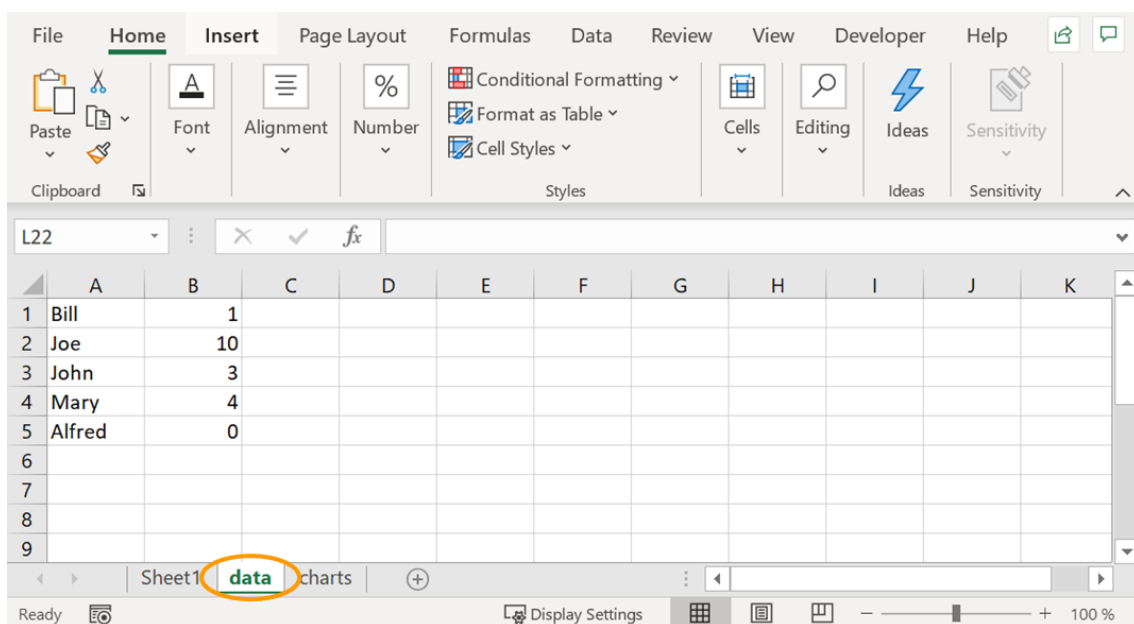 File Home Insert Page Layout Formulas Data Review View Developer Help
Conditional Formatting
Format as Table
Cell Styles
Paste Font Alignment Number Cells Editing Ideas Sensitivity
Clipboard Styles Ideas Sensitivity
L22 fx
A B C D E F G H I J K
1 Bill 1
2 Joe 10
3 John 3
4 Mary 4
5 Alfred 0
6
7
8
9
Sheet1 data charts
Ready Display Settings 100 %